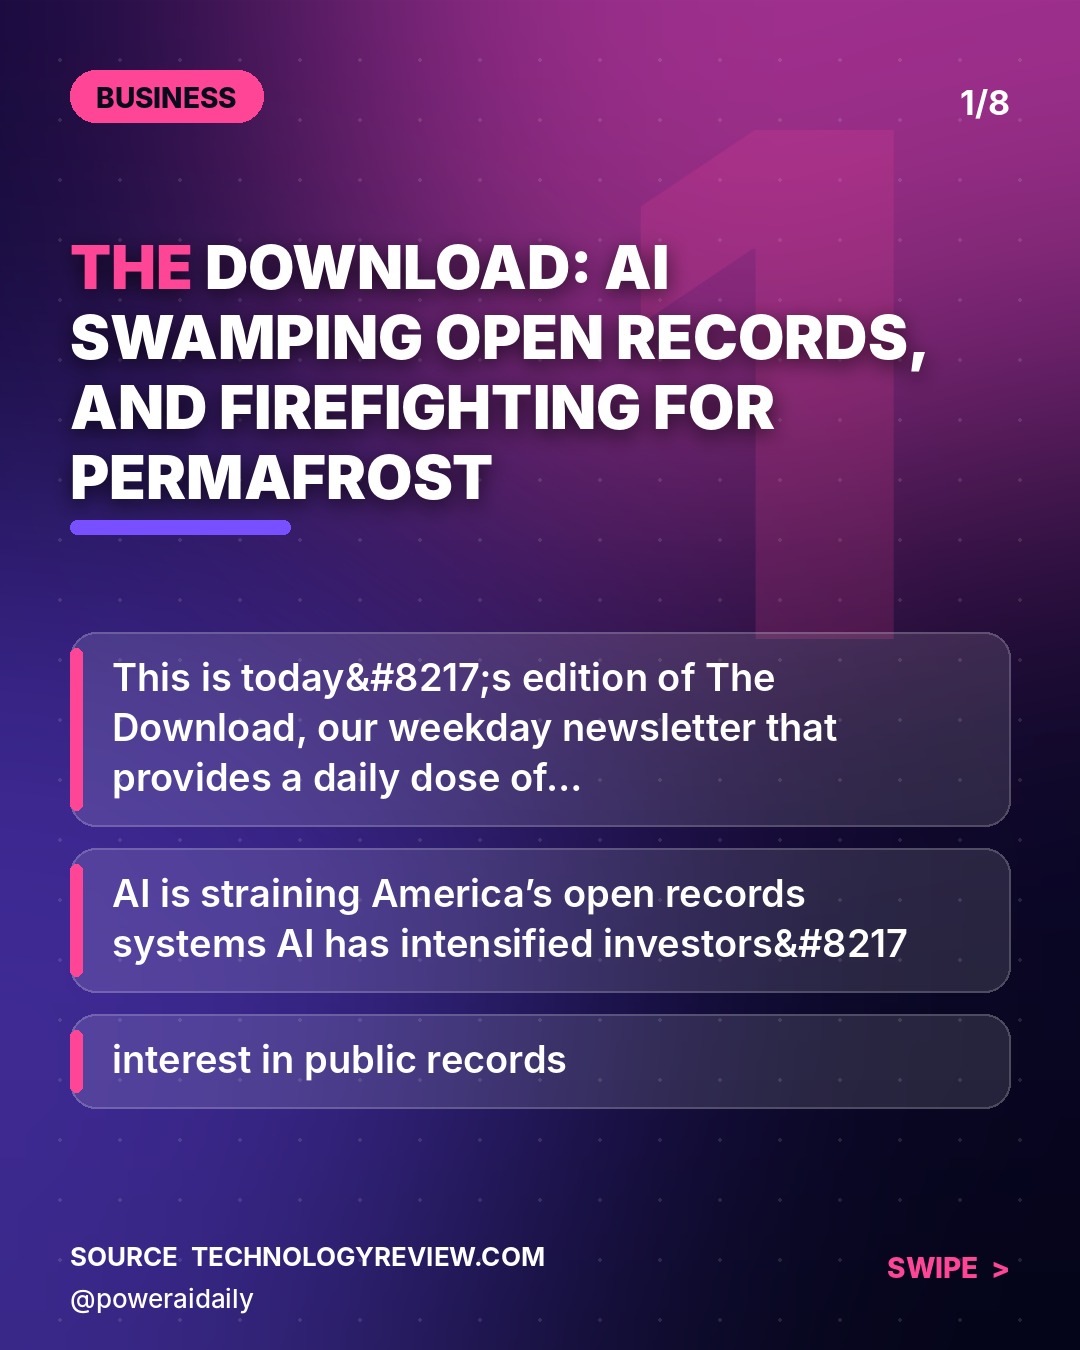 BUSINESS
1/8
1
THE DOWNLOAD: AI
SWAMPING OPEN RECORDS,
AND FIREFIGHTING FOR
PERMAFROST
This is today&#8217;s edition of The
Download, our weekday newsletter that
provides a daily dose of...
AI is straining America’s open records
systems AI has intensified investors&#8217
interest in public records
SOURCE TECHNOLOGYREVIEW.COM
@poweraidaily
SWIPE >